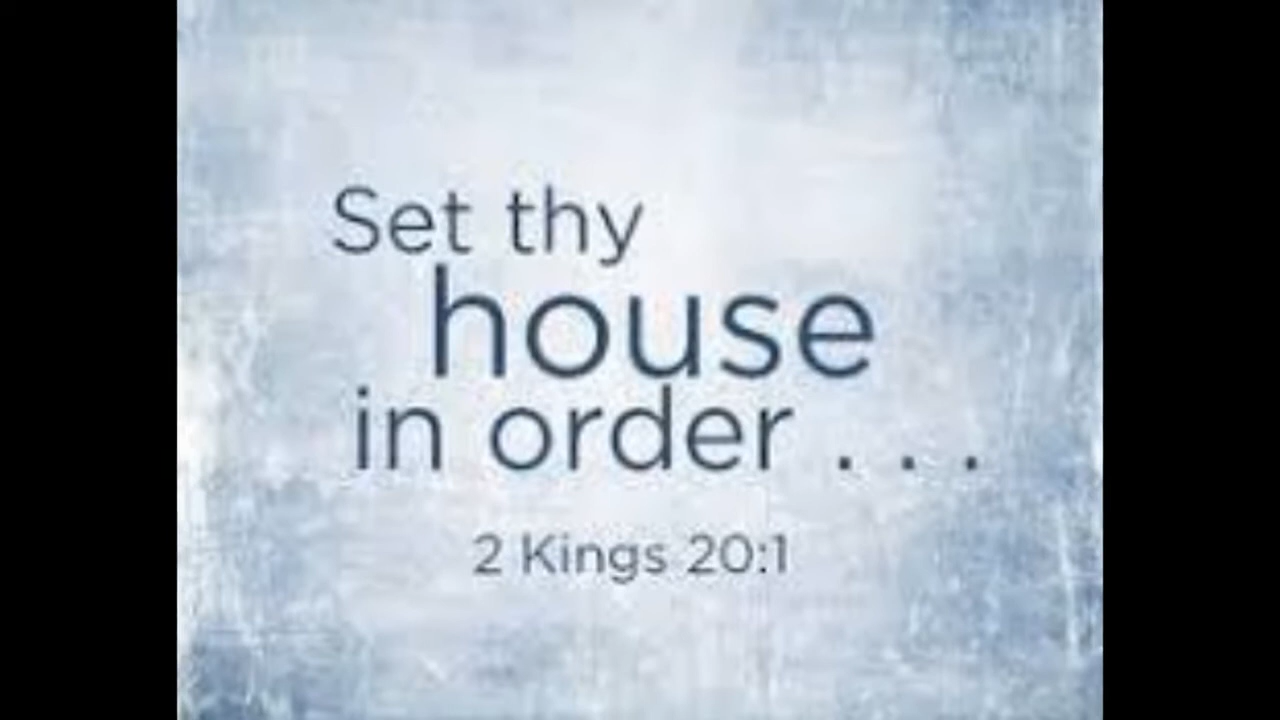 Set thy
house
in order . . .
2 Kings 20:1